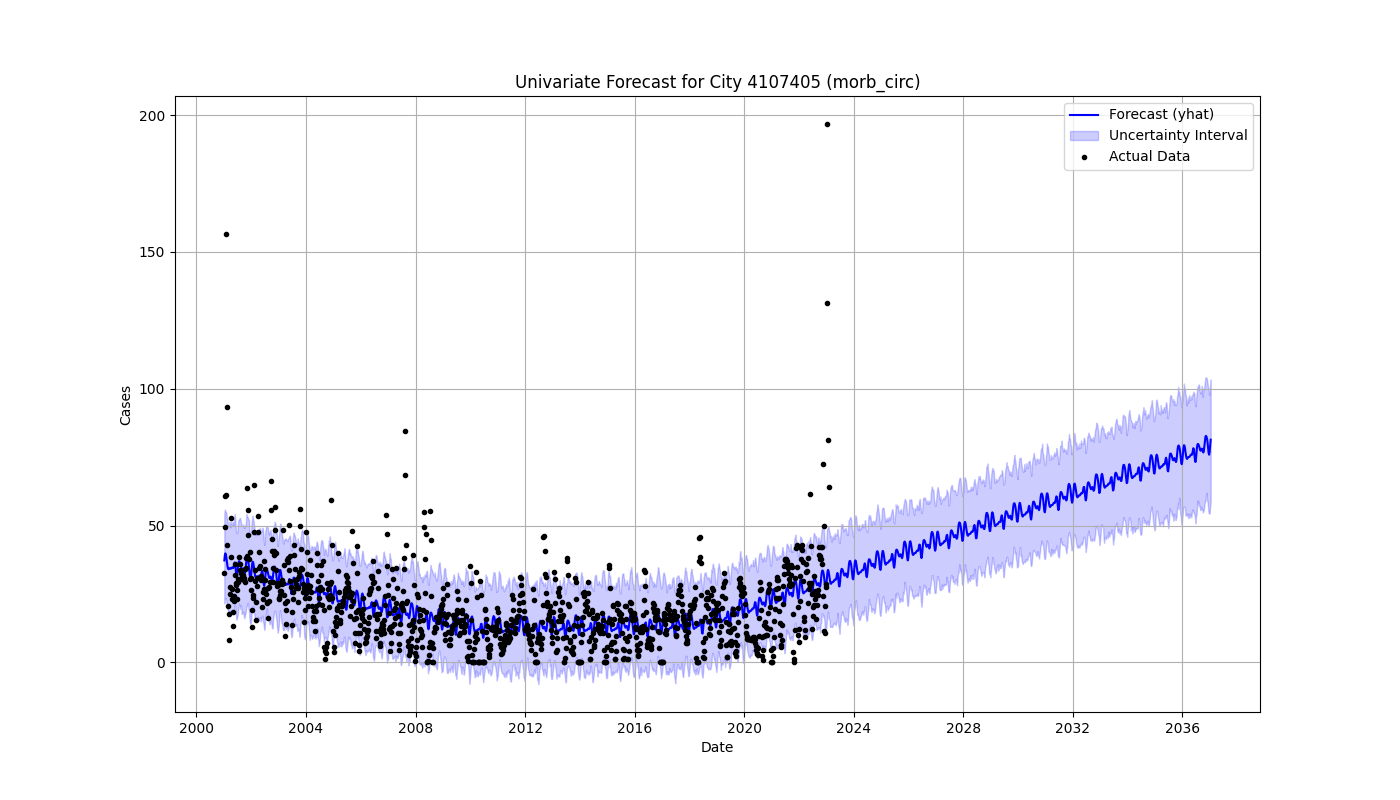 Univariate Forecast for City 4107405 (morb_circ)
Forecast (yhat)
Uncertainty Interval
Actual Data
200
150
100
50
0
Cases
2000 2004 2008 2012 2016 2020 2024 2028 2032 2036
Date